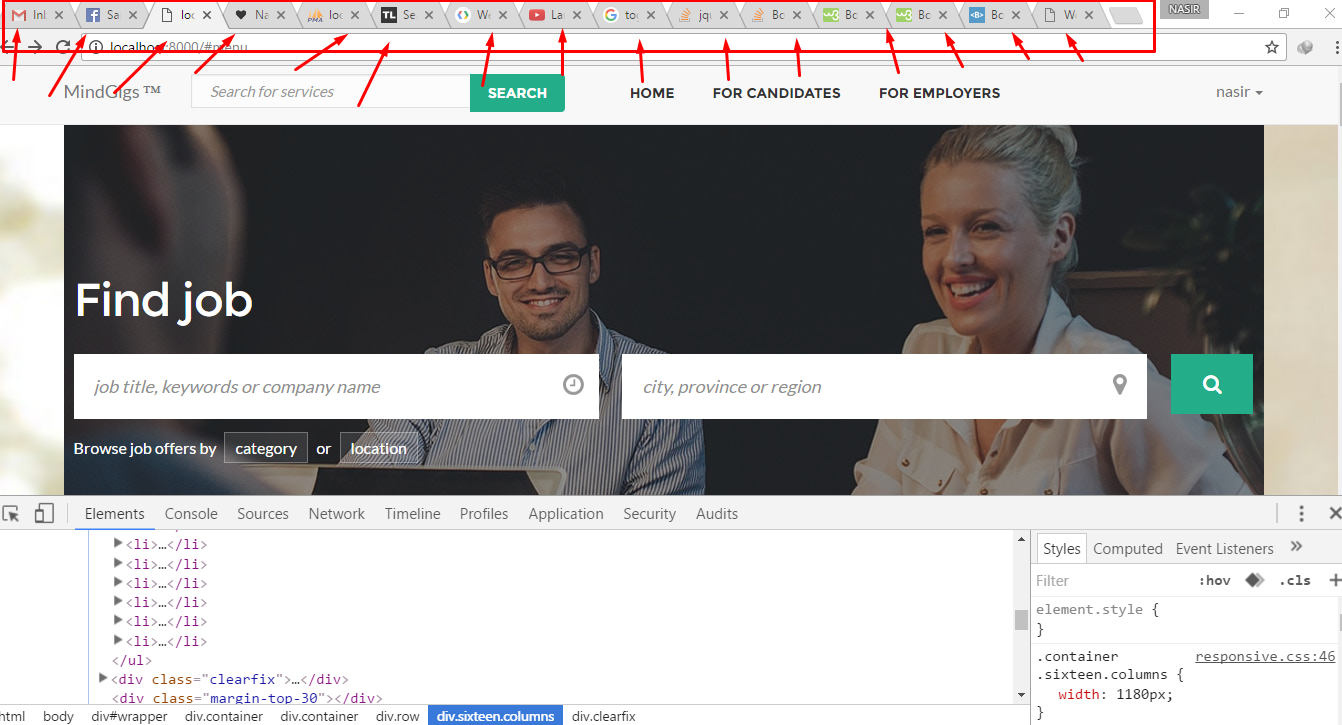 Inl Sa loc Na loc Se We La tog jqu Bo Bc Bc Bc W NASIR
localhost:8000/#menu
MindGigs ™ Search for services SEARCH HOME FOR CANDIDATES FOR EMPLOYERS nasir
Find job
job title, keywords or company name city, province or region
Browse job offers by category or location
Elements Console Sources Network Timeline Profiles Application Security Audits
<li>…</li>
<li>…</li>
<li>…</li>
<li>…</li>
<li>…</li>
<li>…</li>
</ul>
<div class="clearfix">…</div>
<div class="margin-top-30"></div>
html body div#wrapper div.container div.container div.row div.sixteen.columns div.clearfix
Styles Computed Event Listeners »
Filter :hov .cls +
element.style {
}
.container responsive.css:46
.sixteen.columns {
width: 1180px;
}